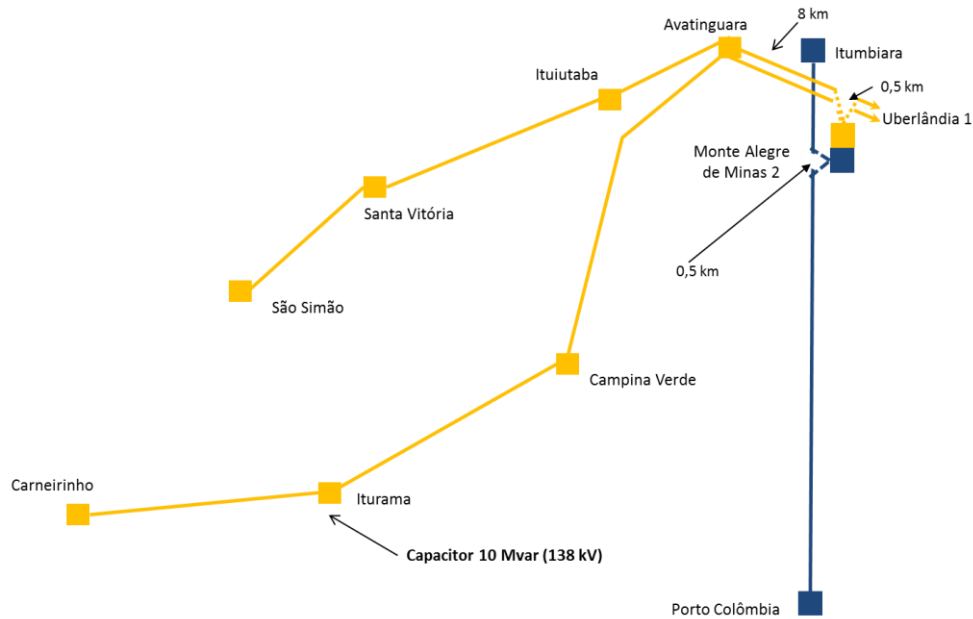 8 km
Avatinguara
Itumbiara
Ituiutaba
0,5 km
Uberlândia 1
Monte Alegre
de Minas 2
Santa Vitória
0,5 km
São Simão
Campina Verde
Carneirinho
Iturama
Capacitor 10 Mvar (138 kV)
Porto Colômbia